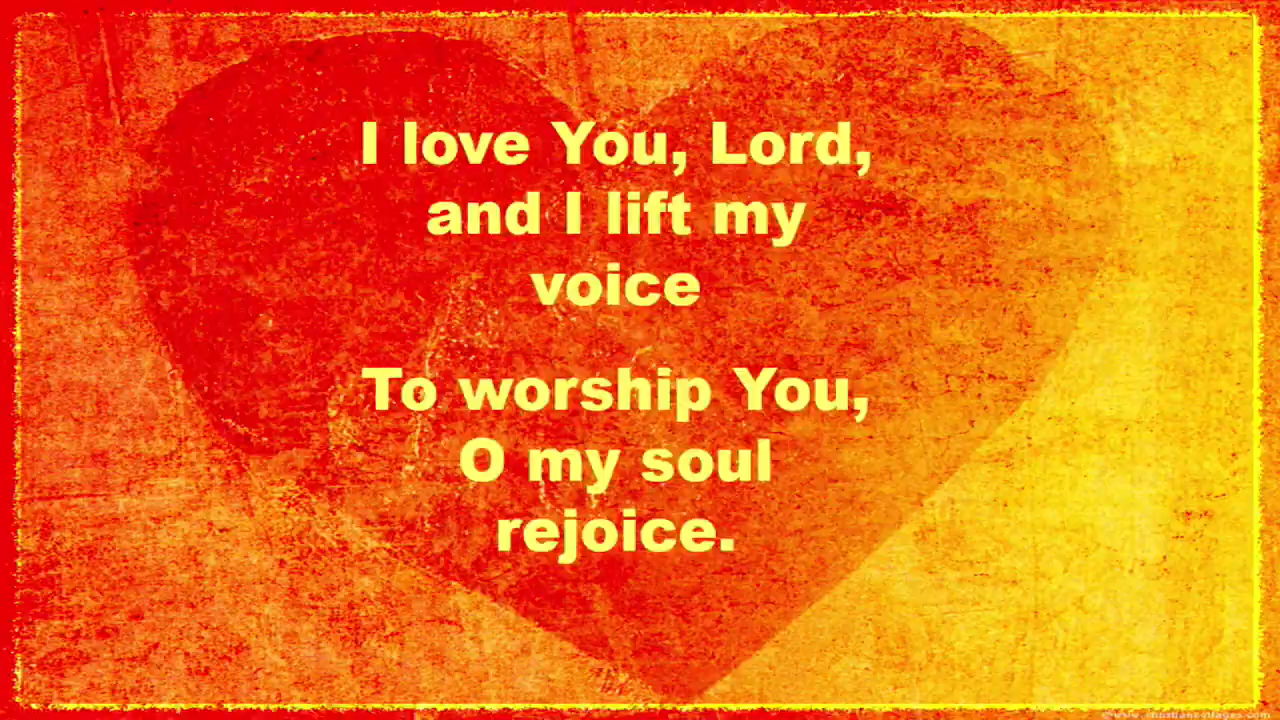 I love You, Lord,
and I lift my
voice
To worship You,
O my soul
rejoice.